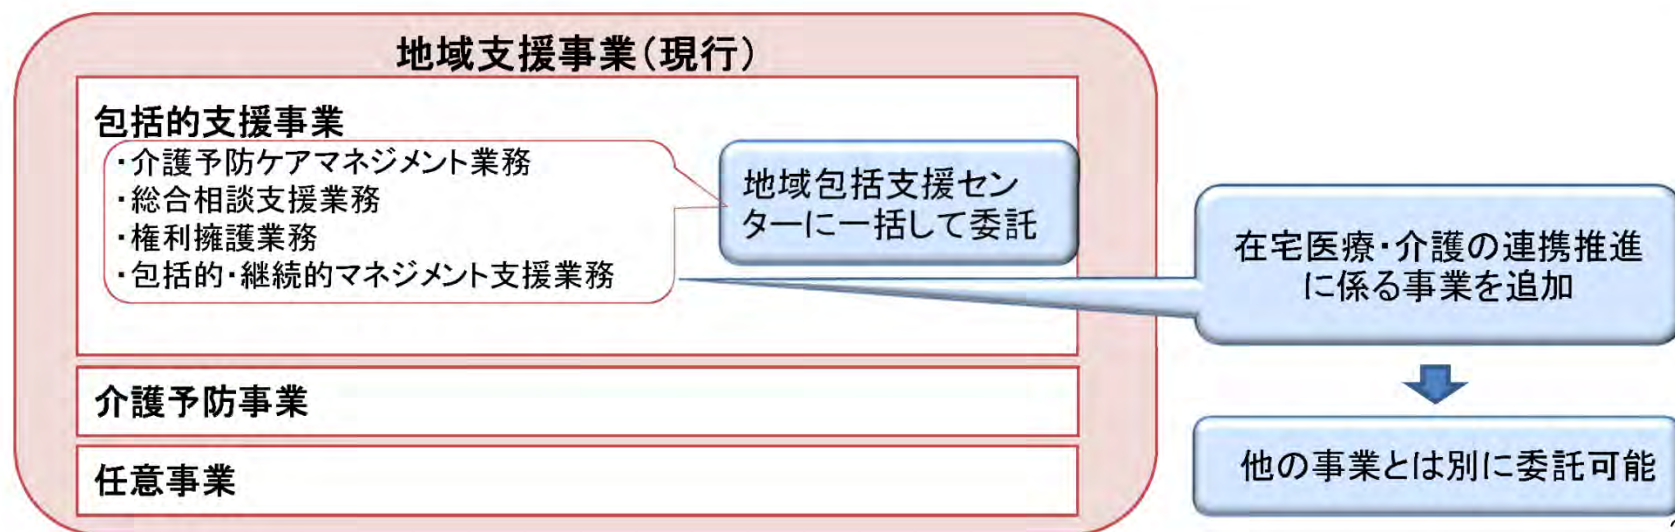 地域支援事業(現行)
包括的支援事業
・介護予防ケアマネジメント業務
・総合相談支援業務
・権利擁護業務
・包括的・継続的マネジメント支援業務
地域包括支援セン
ターに一括して委託
在宅医療・介護の連携推進
に係る事業を追加
介護予防事業
他の事業とは別に委託可能
任意事業